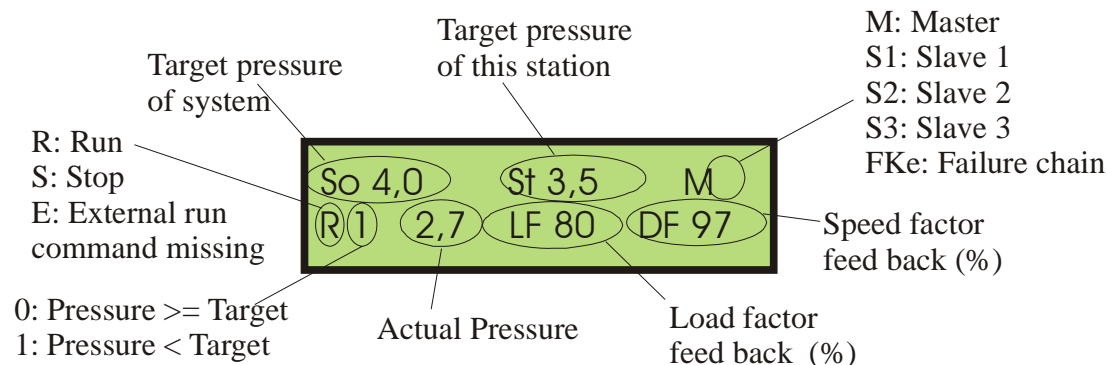 Target pressure
of system
Target pressure
of this station
M: Master
S1: Slave 1
S2: Slave 2
S3: Slave 3
FKe: Failure chain
R: Run
S: Stop
E: External run
command missing
So 4,0 St 3,5 M
R 1 2,7 LF 80 DF 97
Speed factor
feed back (%)
0: Pressure >= Target
1: Pressure < Target
Actual Pressure
Load factor
feed back (%)